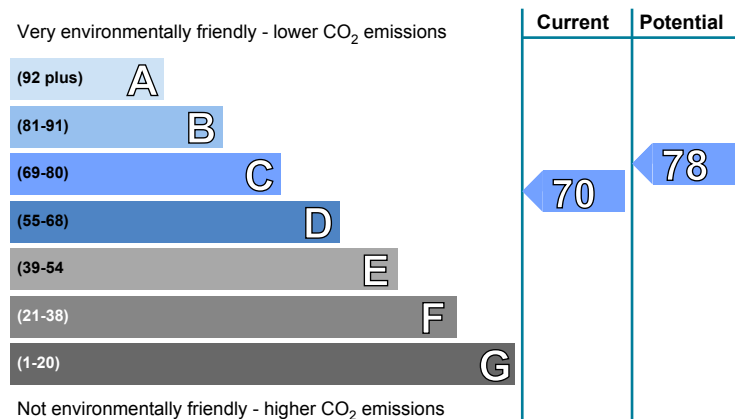 Very environmentally friendly - lower CO2 emissions
Current
Potential
(92 plus) A
(81-91) B
(69-80) C
(55-68) D
(39-54 E
(21-38) F
(1-20) G
70
78
Not environmentally friendly - higher CO2 emissions